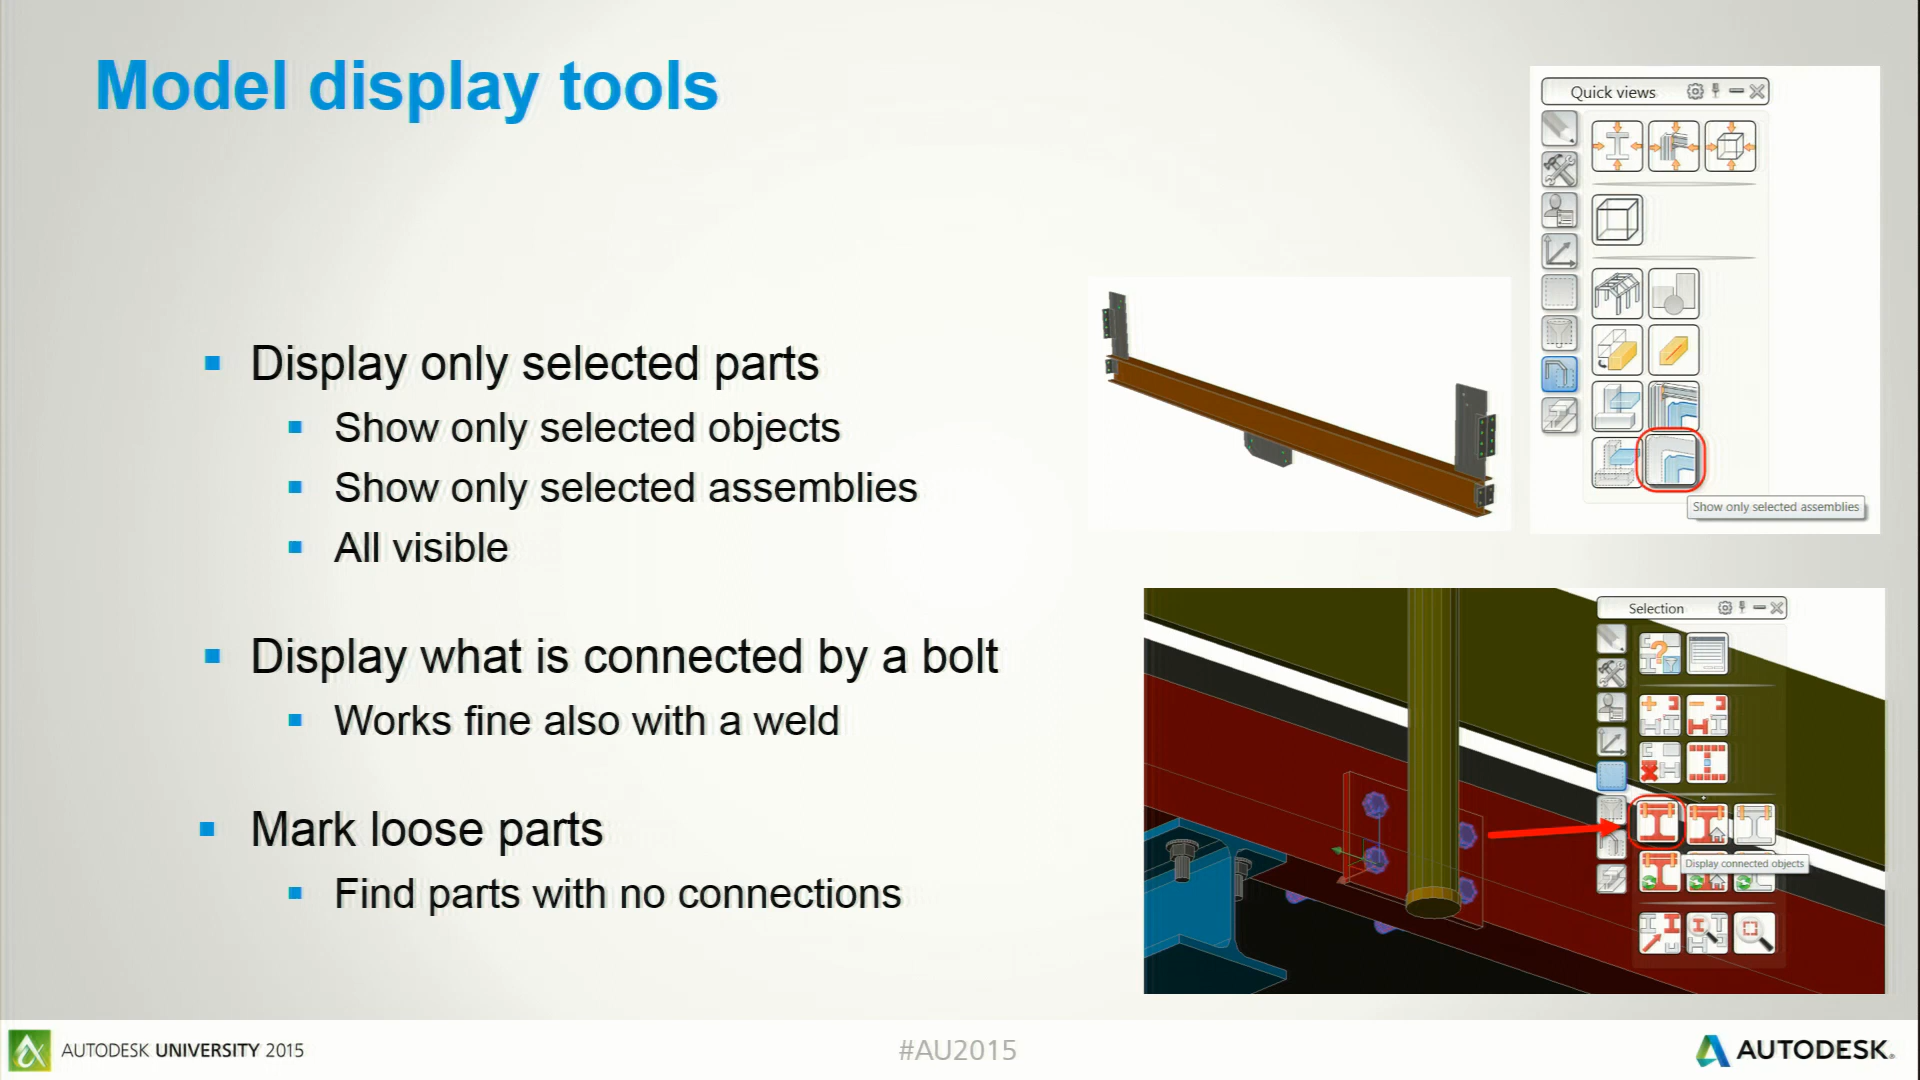 Model display tools
Quick views
Display only selected parts
Show only selected objects
Show only selected assemblies
All visible
Show only selected assemblies
Display what is connected by a bolt
Works fine also with a weld
Mark loose parts
Find parts with no connections
Selection
Display connected objects
AUTODESK UNIVERSITY 2015
#AU2015
AUTODESK.